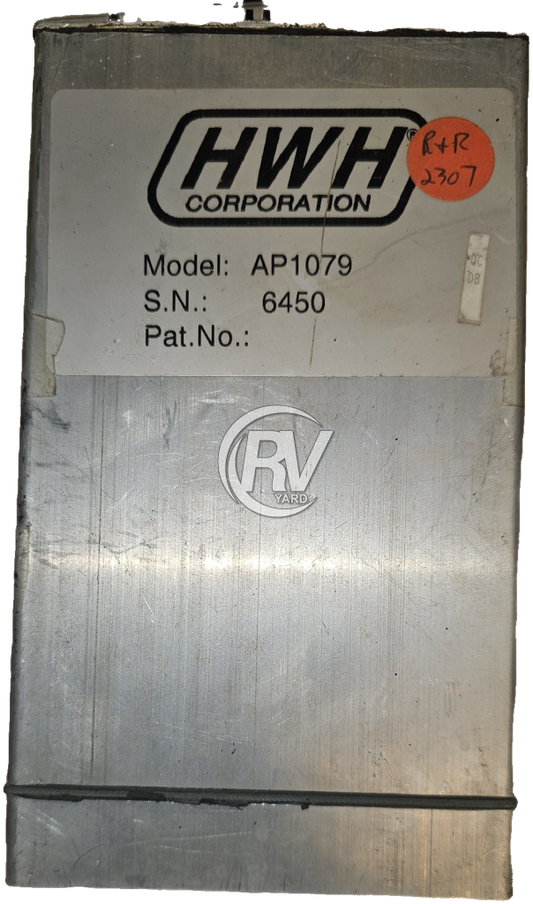 HWH®
CORPORATION
R+R
2307
Model: AP1079
S.N.: 6450
Pat.No.:
RV
YARD